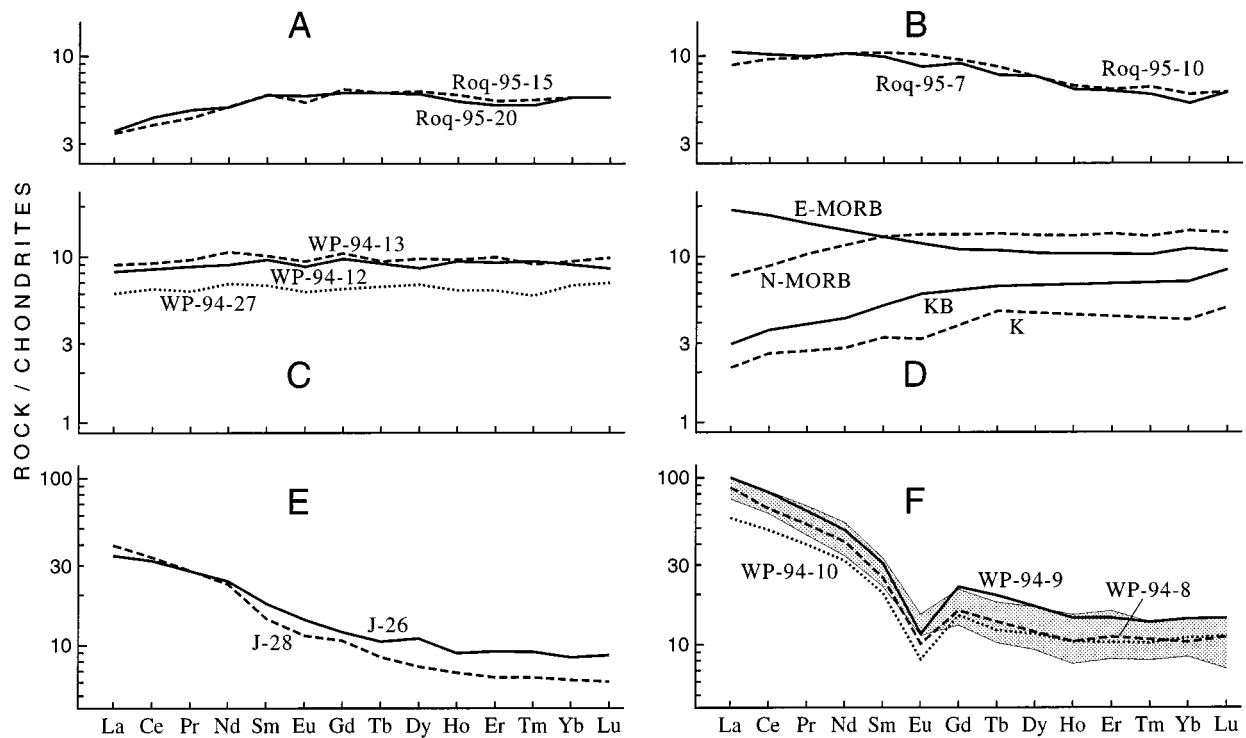 A
10
3
Roq-95-15
Roq-95-20
B
10
3
Roq-95-7
Roq-95-10
ROCK / CHONDRITES
10
3
1
WP-94-13
WP-94-12
WP-94-27
C
10
3
1
E-MORB
N-MORB
KB
K
D
100
30
10
E
J-26
J-28
La Ce Pr Nd Sm Eu Gd Tb Dy Ho Er Tm Yb Lu
100
30
10
F
WP-94-10
WP-94-9
WP-94-8
La Ce Pr Nd Sm Eu Gd Tb Dy Ho Er Tm Yb Lu